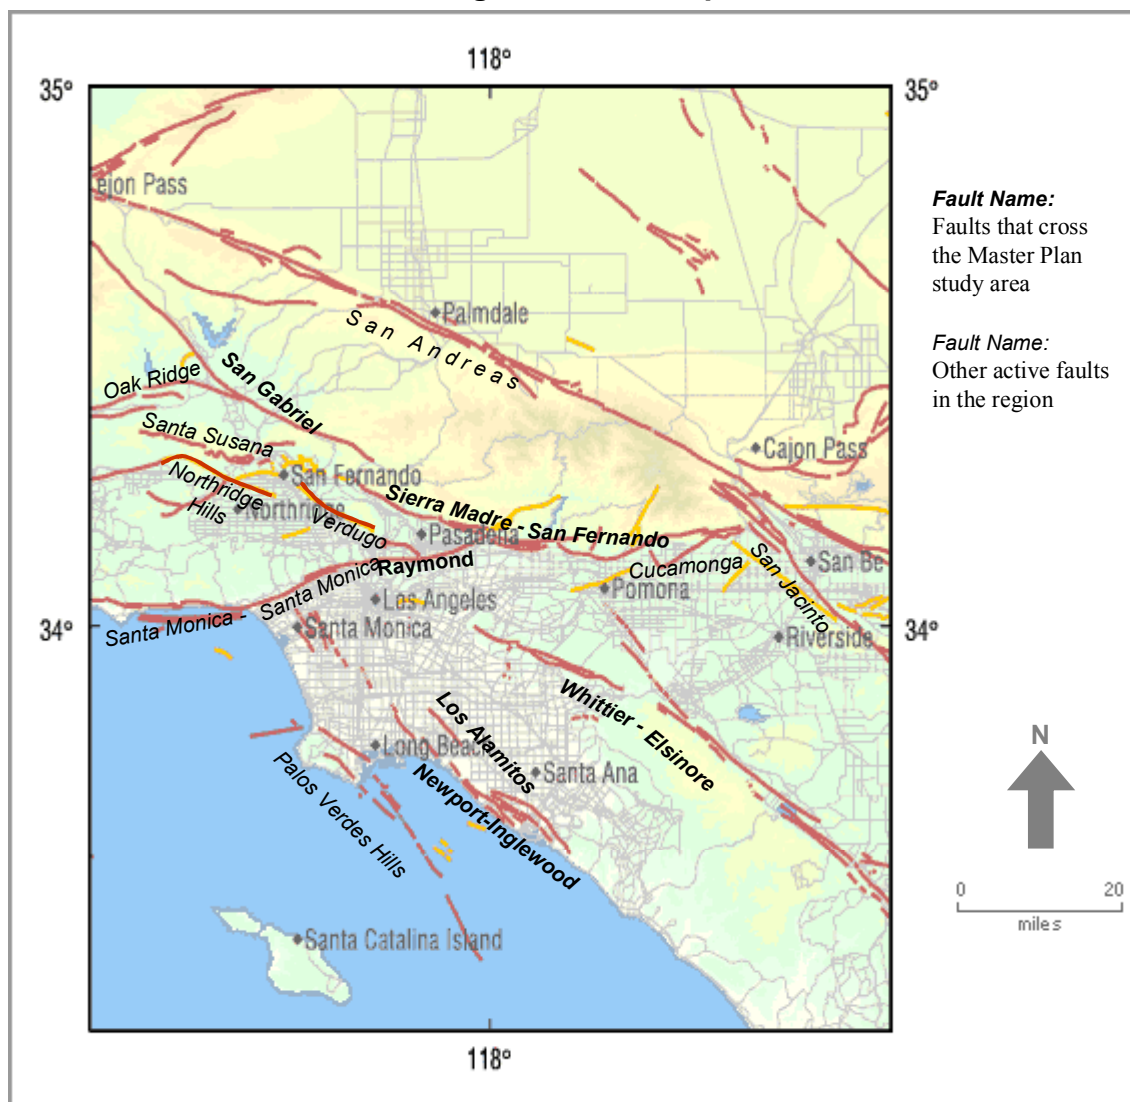 118°
35°
35°
ejon Pass
Fault Name:
Faults that cross
the Master Plan
study area
Palmdale
San Andreas
Fault Name:
Other active faults
in the region
Oak Ridge
San Gabriel
Santa Susana
Cajon Pass
San Fernando
Northridge
Hills
Northridge
Verdugo
Sierra Madre - San Fernando
Pasadena
Raymond
Cucamonga
San Jacinto
San Be
Pomona
Santa Monica - Santa Monica
Los Angeles
34°
34°
Santa Monica
Riverside
Whittier - Elsinore
Los Alamitos
Long Beach
Santa Ana
Newport-Inglewood
Palos Verdes Hills
N
0 20
miles
Santa Catalina Island
118°